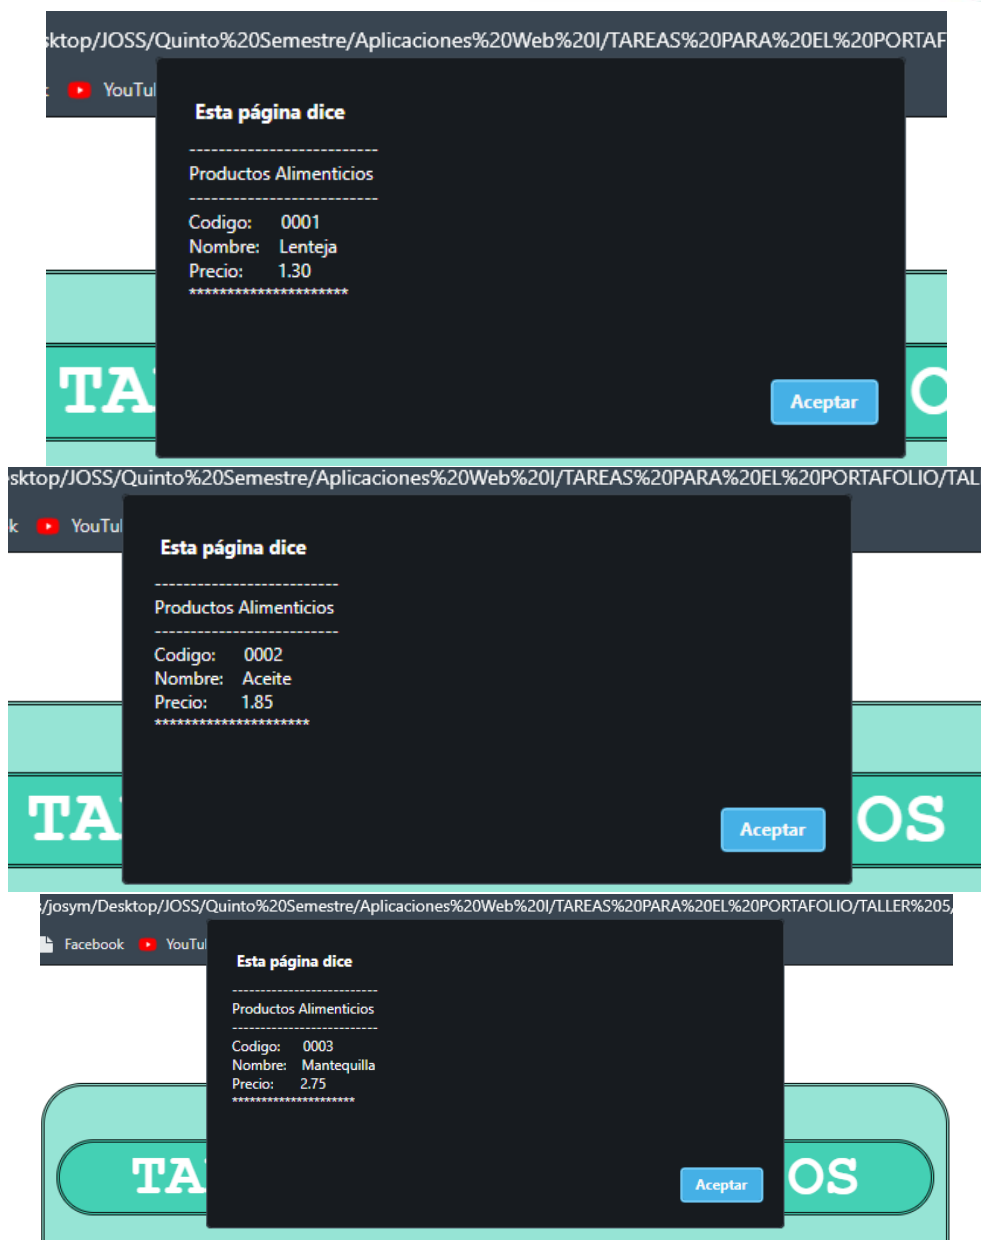 sktop/JOSS/Quinto%20Semestre/Aplicaciones%20Web%20I/TAREAS%20PARA%20EL%20PORTAF
YouTu
Esta página dice
--------------------------
Productos Alimenticios
--------------------------
Codigo: 0001
Nombre: Lenteja
Precio: 1.30
*********************
Aceptar
TA
esktop/JOSS/Quinto%20Semestre/Aplicaciones%20Web%20I/TAREAS%20PARA%20EL%20PORTAFOLIO/TAL
k YouTu
Esta página dice
--------------------------
Productos Alimenticios
--------------------------
Codigo: 0002
Nombre: Aceite
Precio: 1.85
*********************
Aceptar
TA OS
/josym/Desktop/JOSS/Quinto%20Semestre/Aplicaciones%20Web%20I/TAREAS%20PARA%20EL%20PORTAFOLIO/TALLER%205/
Facebook YouTu
Esta página dice
--------------------------
Productos Alimenticios
--------------------------
Codigo: 0003
Nombre: Mantequilla
Precio: 2.75
*********************
Aceptar
TA OS